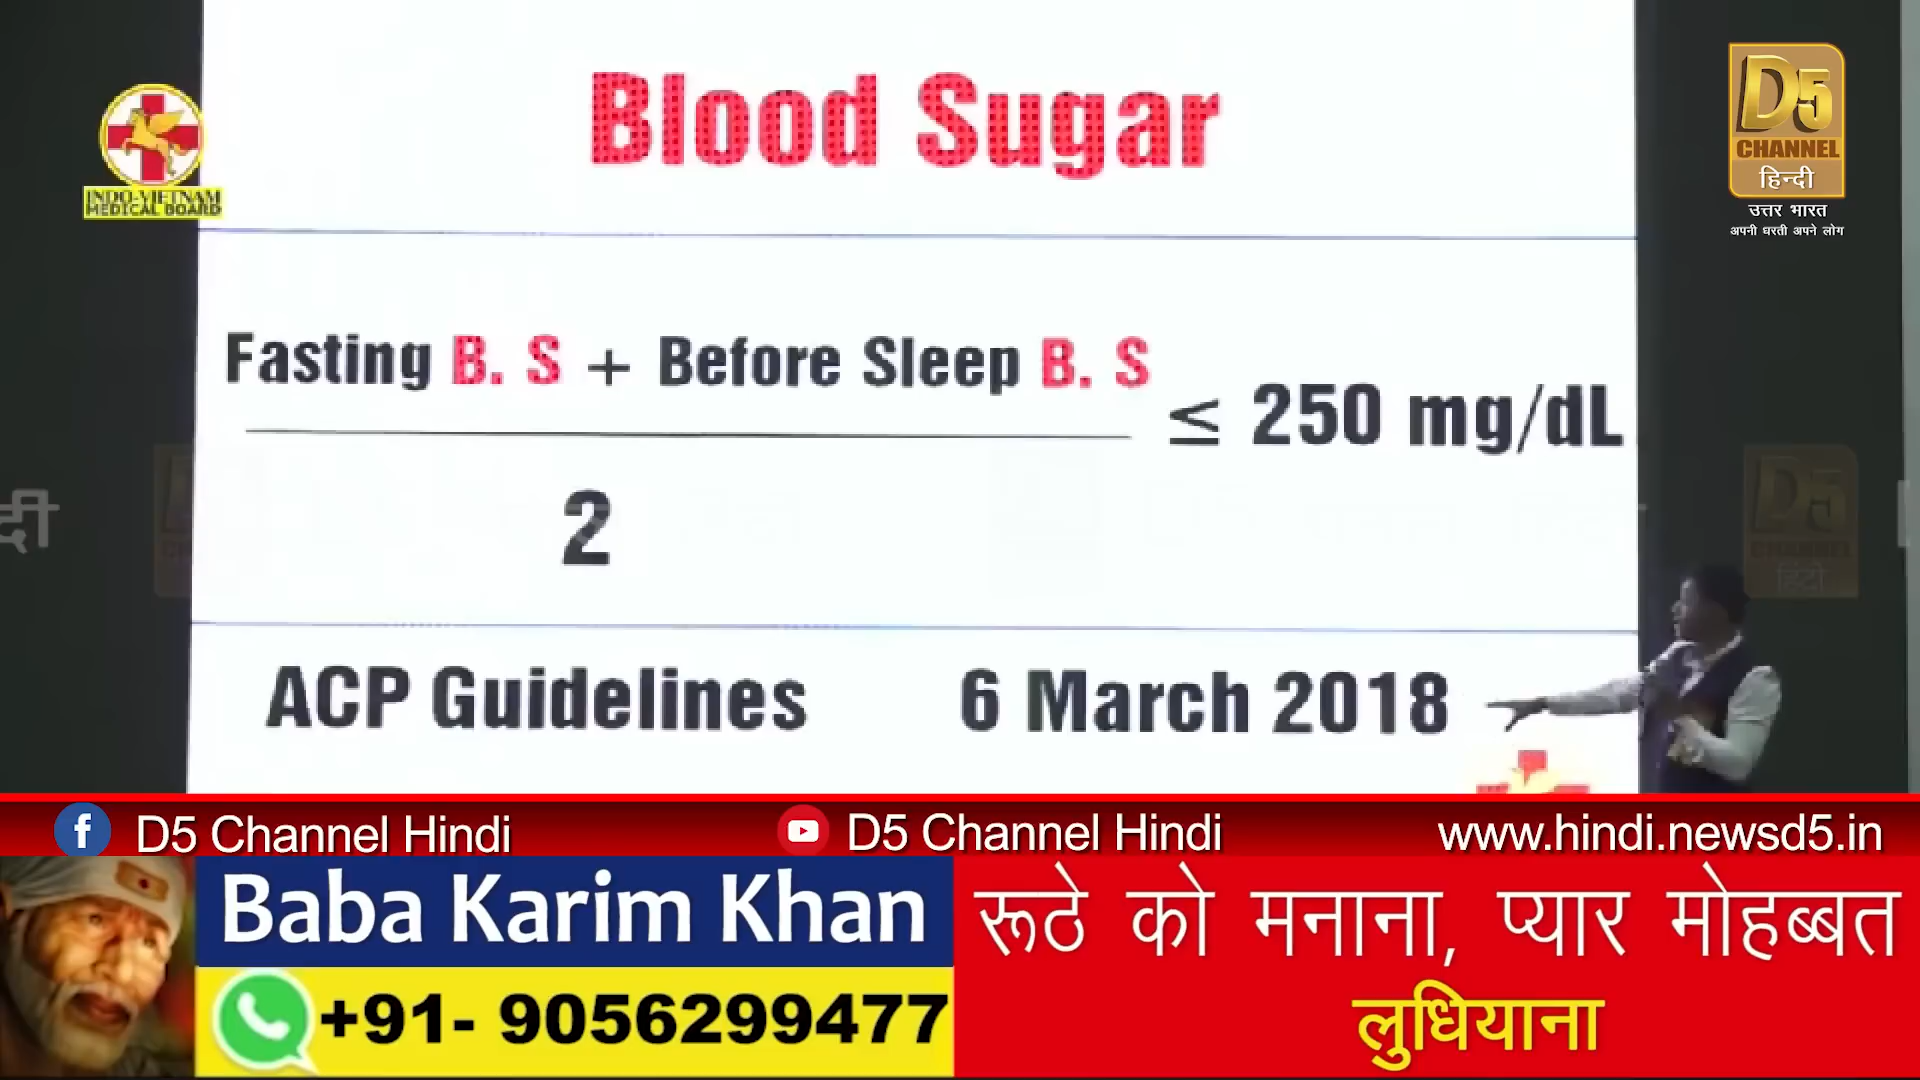 Blood Sugar
INDO-VIETNAM
MEDICAL BOARD
D5
CHANNEL
हिन्दी
उत्तर भारत
अपनी धरती अपने लोग
Fasting B. S + Before Sleep B. S
2
≤ 250 mg/dL
D5
CHANNEL
हिंदी
दी
ACP Guidelines 6 March 2018
D5 Channel Hindi
D5 Channel Hindi
www.hindi.newsd5.in
Baba Karim Khan
+91- 9056299477
रूठे को मनाना, प्यार मोहब्बत
लुधियाना